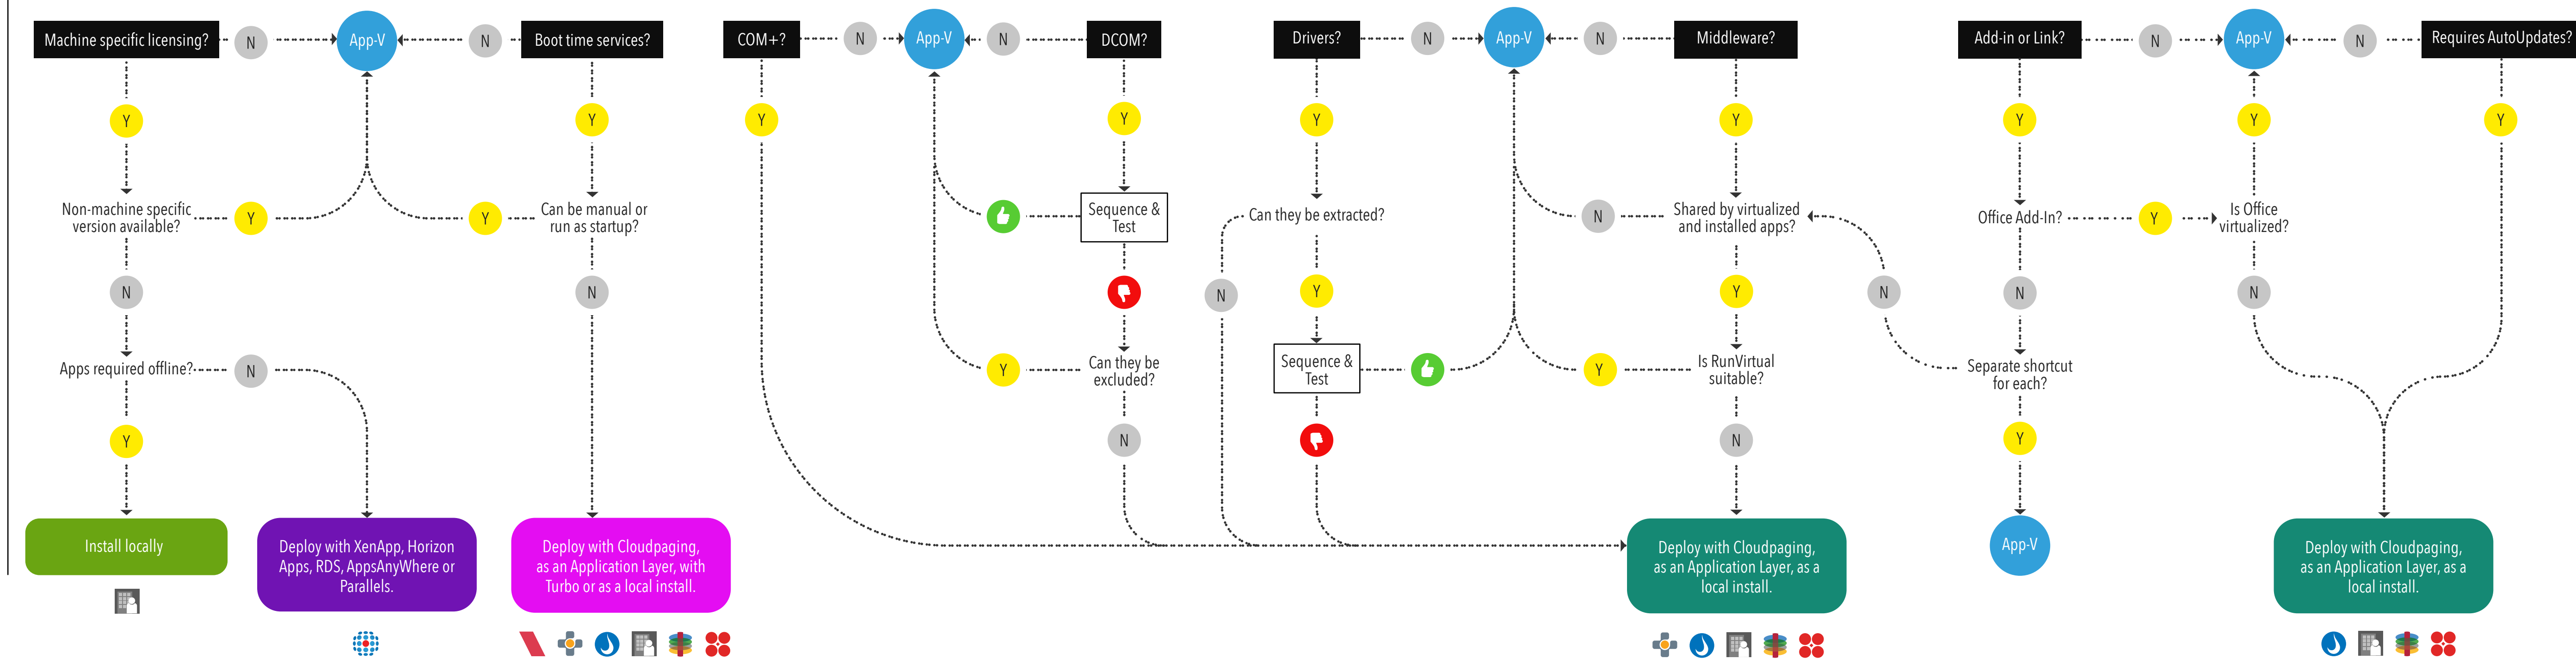 Machine specific licensing?
N
App-V
N
Boot time services?
COM+?
N
App-V
N
DCOM?
Drivers?
N
App-V
N
Middleware?
Add-in or Link?
N
App-V
N
Requires AutoUpdates?
Y
Y
Y
Y
Y
Y
Y
Y
Y
Non-machine specific
version available?
Y
Y
Can be manual or
run as startup?
Sequence &
Test
Can they be extracted?
N
Shared by virtualized
and installed apps?
Office Add-In?
Y
Is Office
virtualized?
N
N
N
Y
Y
N
N
N
Apps required offline?
N
Y
Can they be
excluded?
Sequence &
Test
Y
Is RunVirtual
suitable?
Separate shortcut
for each?
Y
N
N
Y
Install locally
Deploy with XenApp, Horizon
Apps, RDS, AppsAnyWhere or
Parallels.
Deploy with Cloudpaging,
as an Application Layer, with
Turbo or as a local install.
Deploy with Cloudpaging,
as an Application Layer, as a
local install.
App-V
Deploy with Cloudpaging,
as an Application Layer, as a
local install.